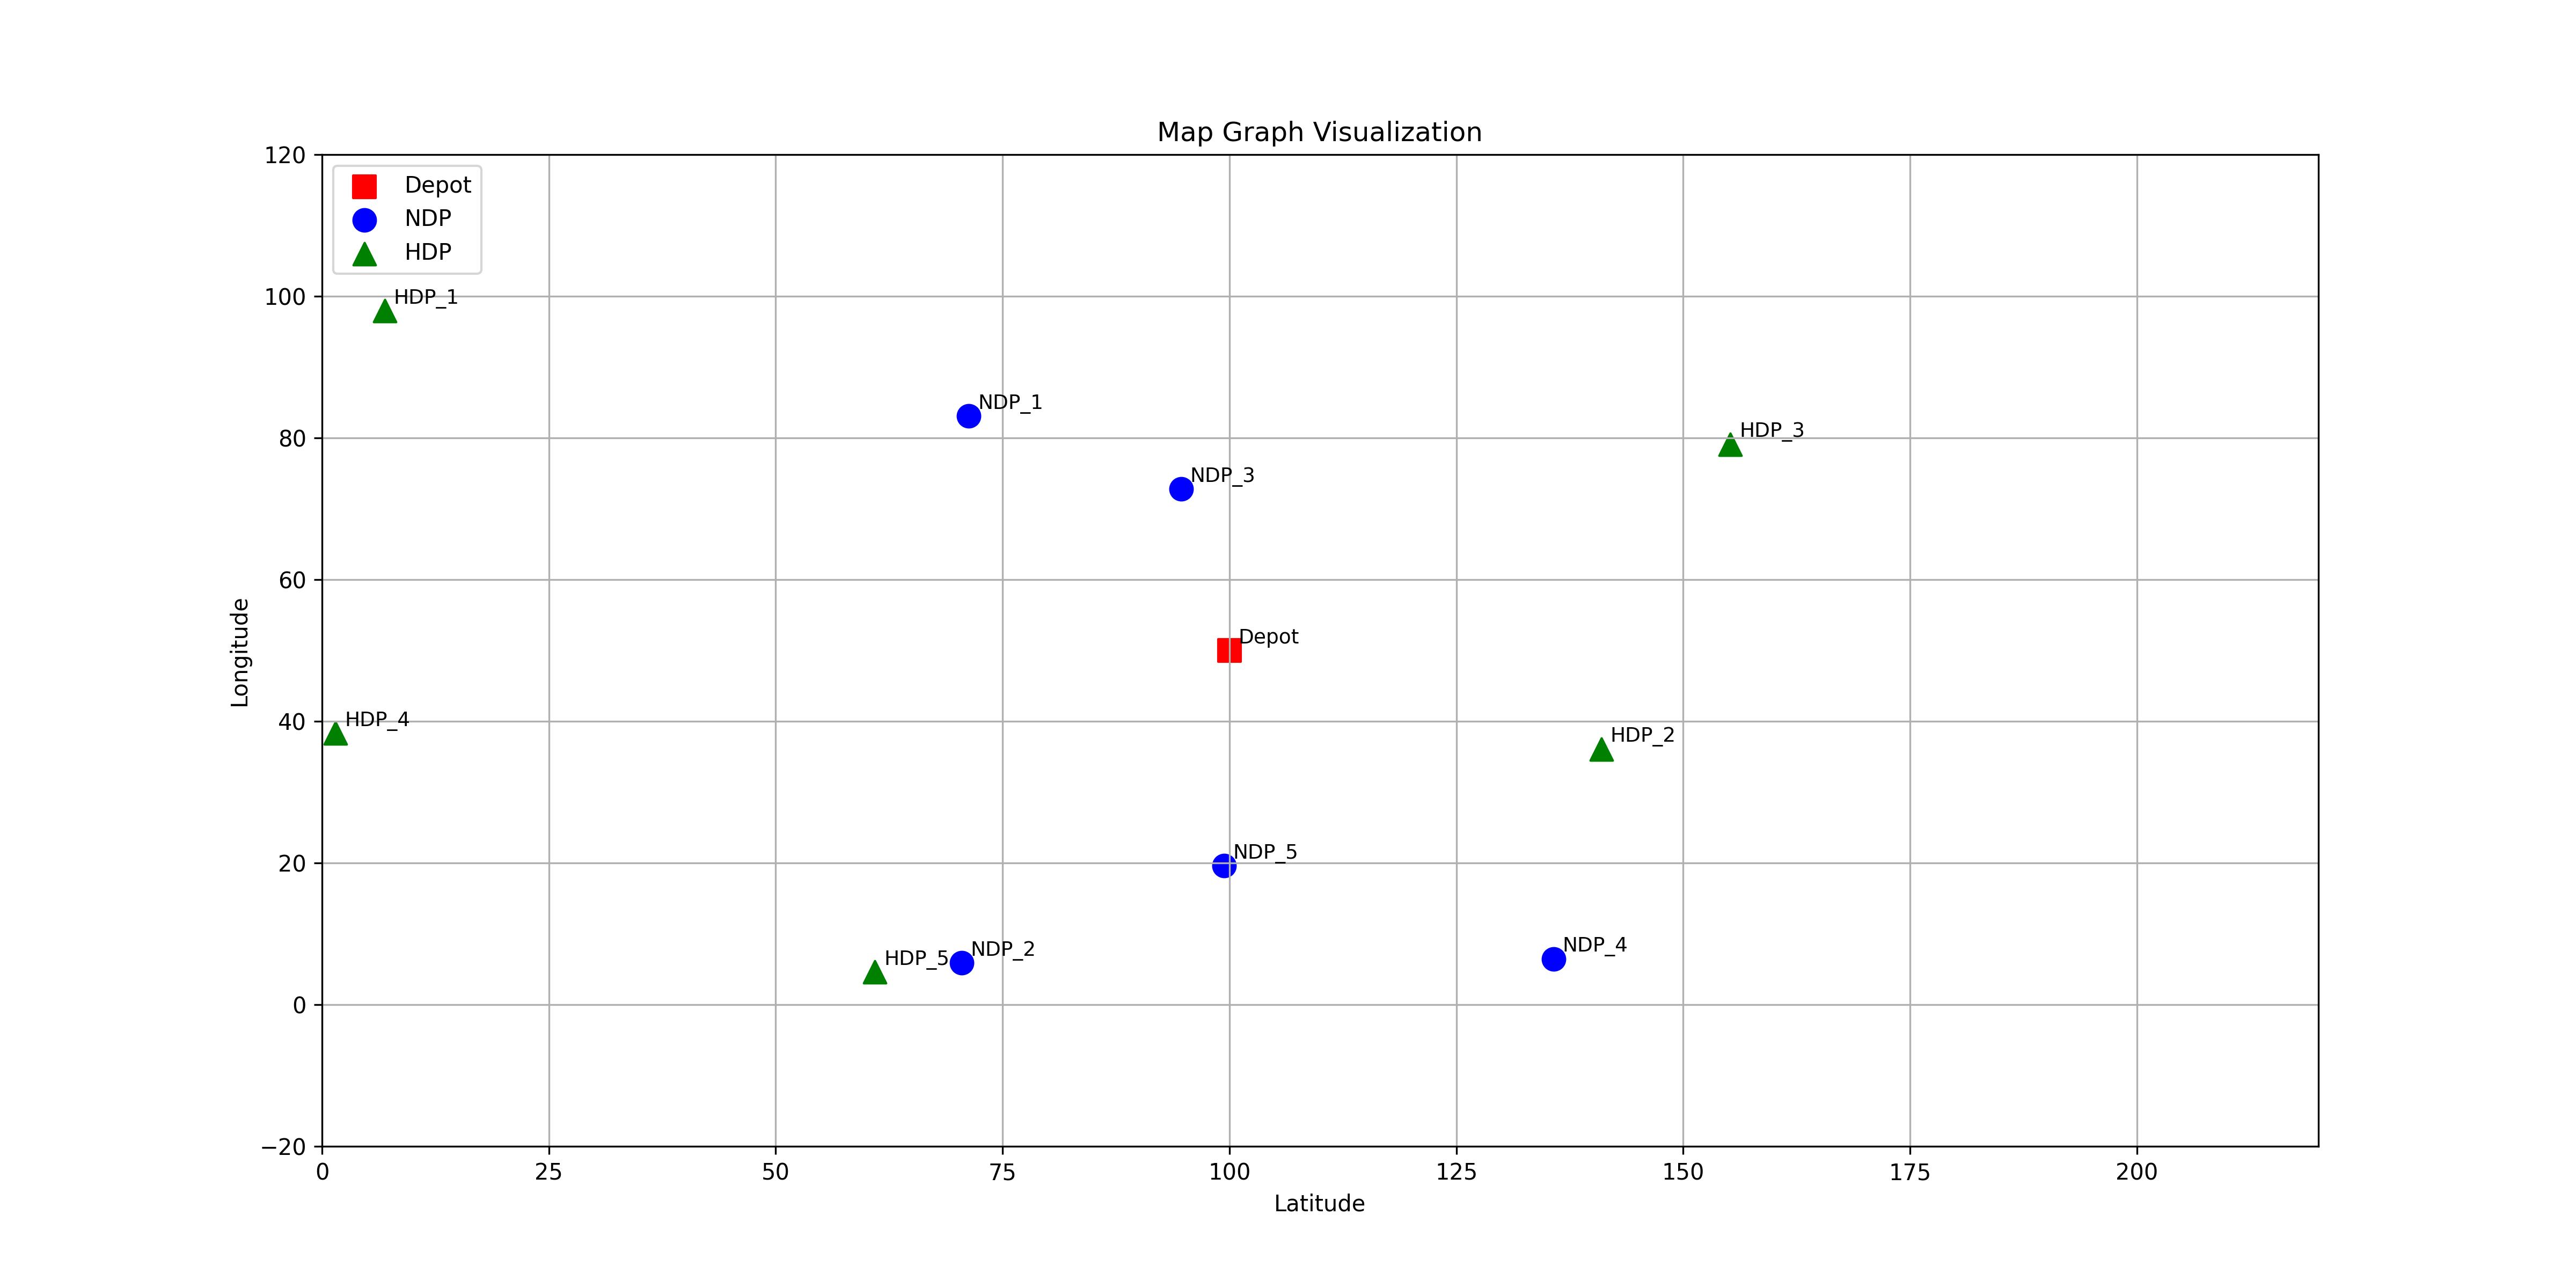 Map Graph Visualization
120
Depot
NDP
HDP
100
HDP_1
NDP_1
80
HDP_3
NDP_3
60
Depot
Longitude
40
HDP_4
HDP_2
20
NDP_5
HDP_5
NDP_2
NDP_4
0
−20
0 25 50 75 100 125 150 175 200
Latitude